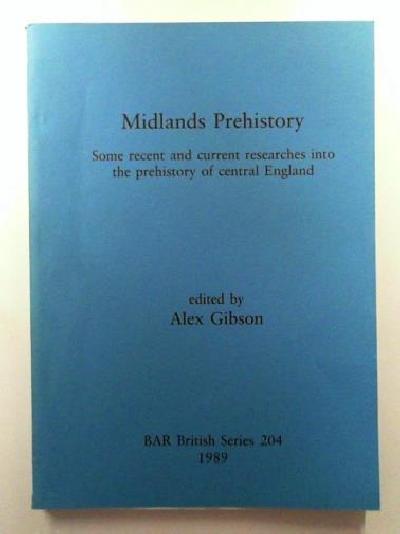 Midlands Prehistory
Some recent and current researches into
the prehistory of central England
edited by
Alex Gibson
BAR British Series 204
1989